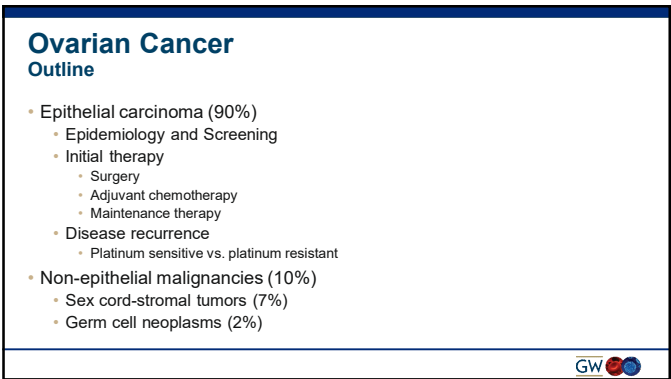 Ovarian Cancer
Outline
• Epithelial carcinoma (90%)
• Epidemiology and Screening
• Initial therapy
• Surgery
• Adjuvant chemotherapy
• Maintenance therapy
• Disease recurrence
• Platinum sensitive vs. platinum resistant
• Non-epithelial malignancies (10%)
• Sex cord-stromal tumors (7%)
• Germ cell neoplasms (2%)
GW